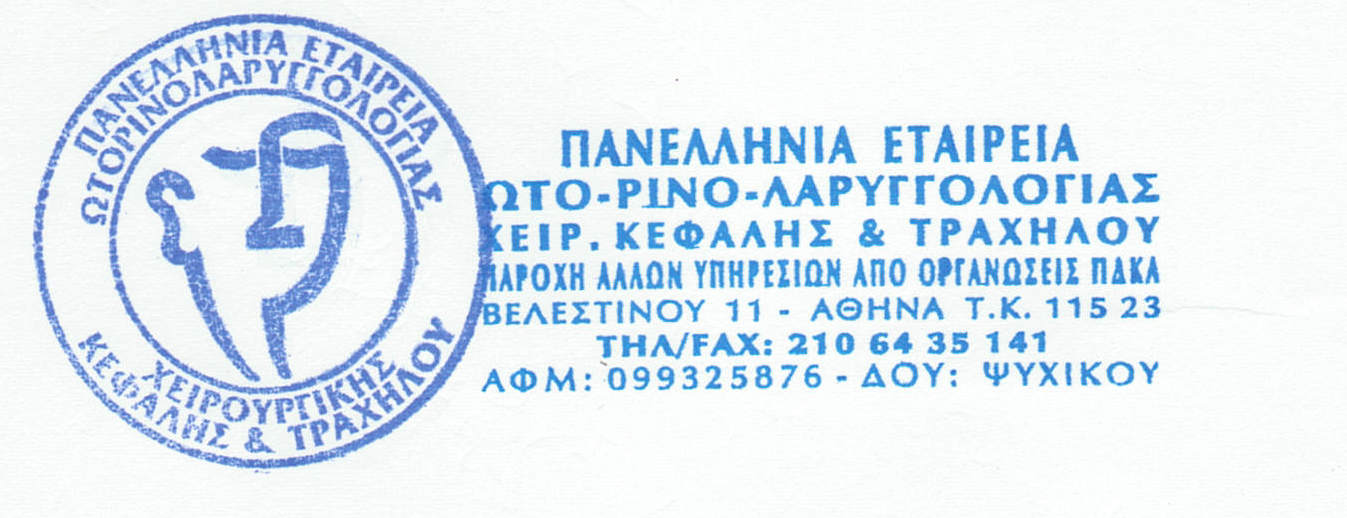 ΠΑΝΕΛΛΗΝΙΑ ΕΤΑΙΡΕΙΑ
ΩΤΟΡΙΝΟΛΑΡΥΓΓΟΛΟΓΙΑΣ
ΧΕΙΡΟΥΡΓΙΚΗΣ
ΚΕΦΑΛΗΣ & ΤΡΑΧΗΛΟΥ
ΠΑΝΕΛΛΗΝΙΑ ΕΤΑΙΡΕΙΑ
ΩΤΟ-ΡΙΝΟ-ΛΑΡΥΓΓΟΛΟΓΙΑΣ
ΧΕΙΡ. ΚΕΦΑΛΗΣ & ΤΡΑΧΗΛΟΥ
ΠΑΡΟΧΗ ΑΛΛΩΝ ΥΠΗΡΕΣΙΩΝ ΑΠΟ ΟΡΓΑΝΩΣΕΙΣ ΠΔΚΑ
ΒΕΛΕΣΤΙΝΟΥ 11 - ΑΘΗΝΑ Τ.Κ. 115 23
ΤΗΛ/FAX: 210 64 35 141
ΑΦΜ: 099325876 - ΔΟΥ: ΨΥΧΙΚΟΥ